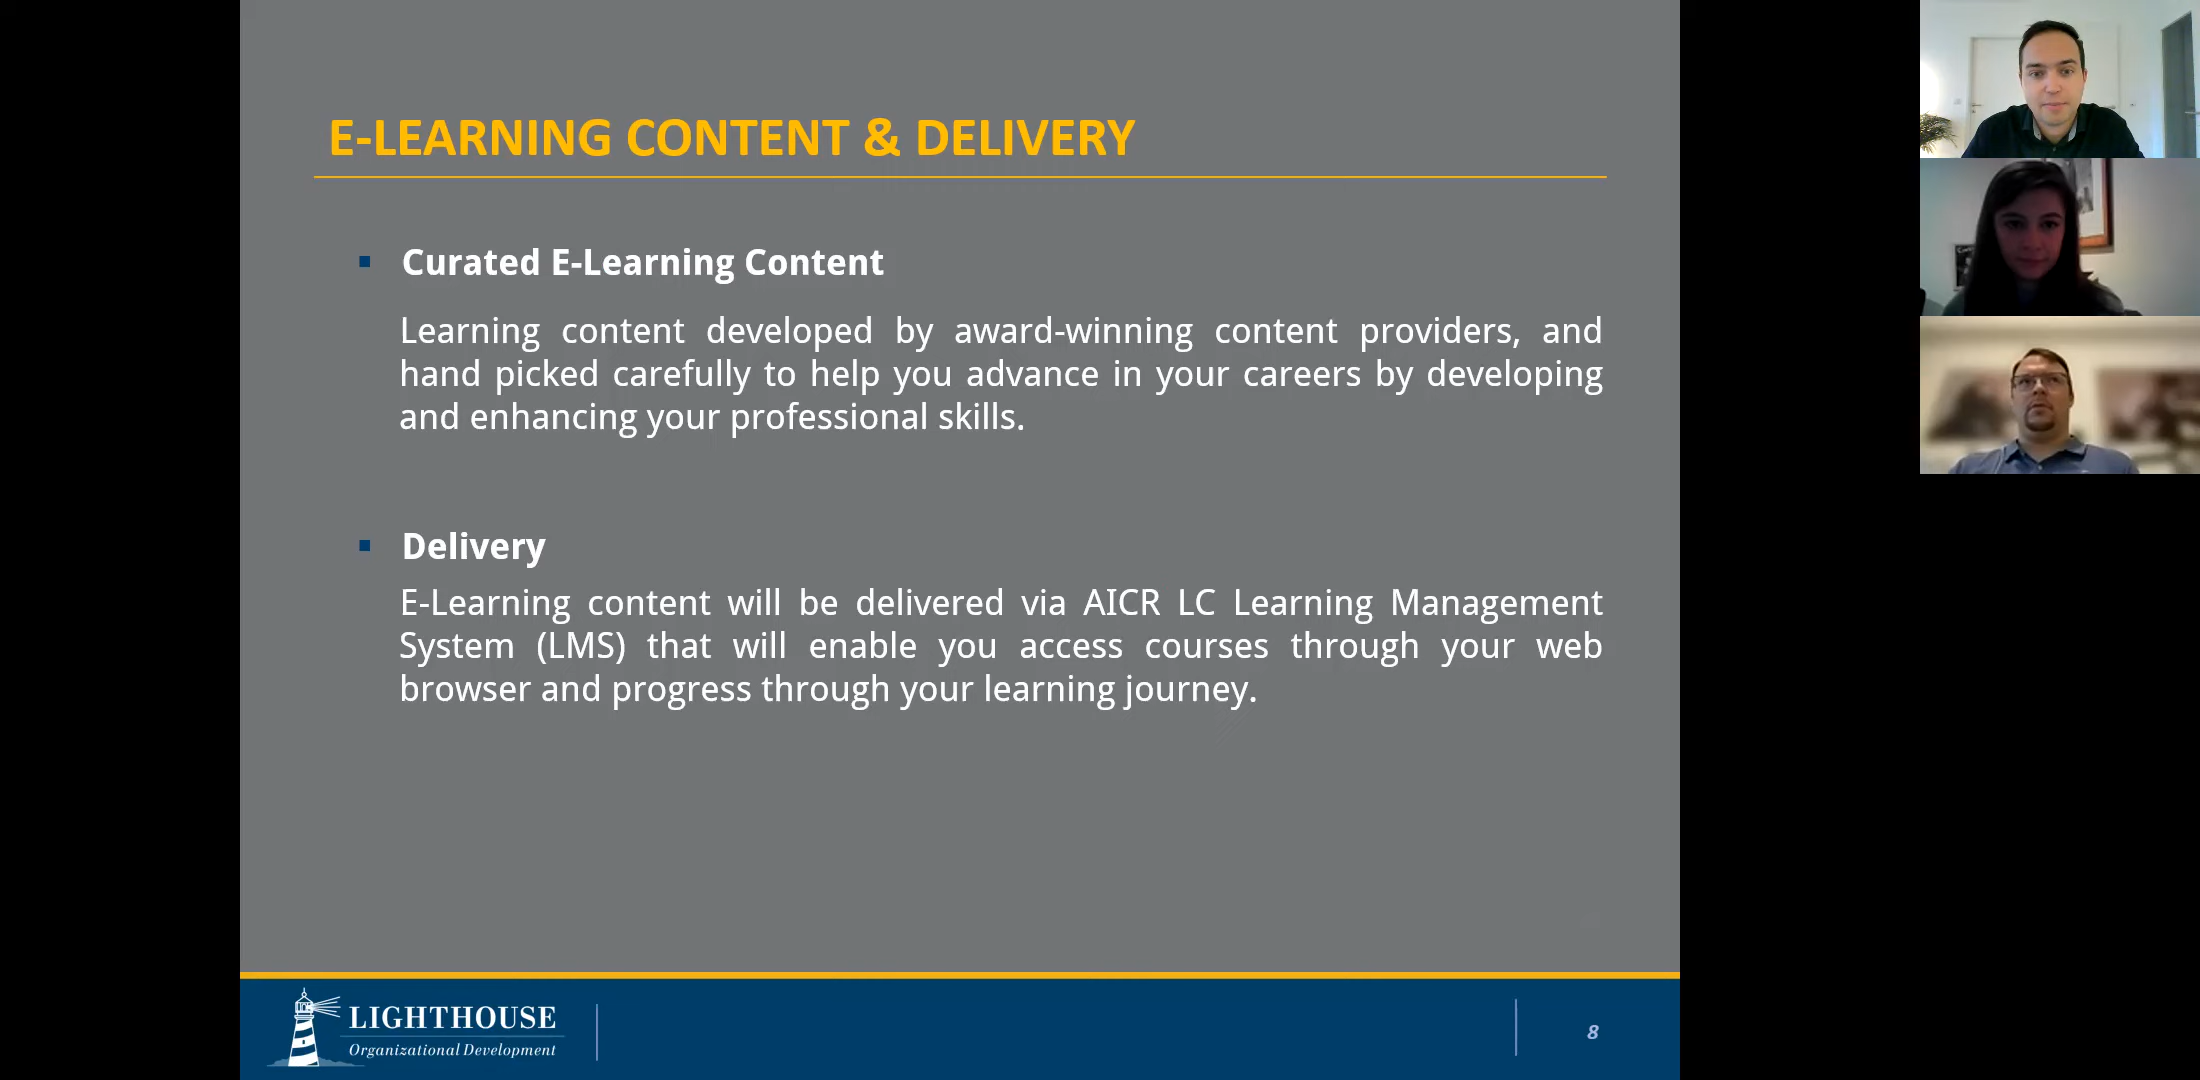 E-LEARNING CONTENT & DELIVERY
Curated E-Learning Content
Learning content developed by award-winning content providers, and
hand picked carefully to help you advance in your careers by developing
and enhancing your professional skills.
Delivery
E-Learning content will be delivered via AICR LC Learning Management
System (LMS) that will enable you access courses through your web
browser and progress through your learning journey.
LIGHTHOUSE
Organizational Development
8